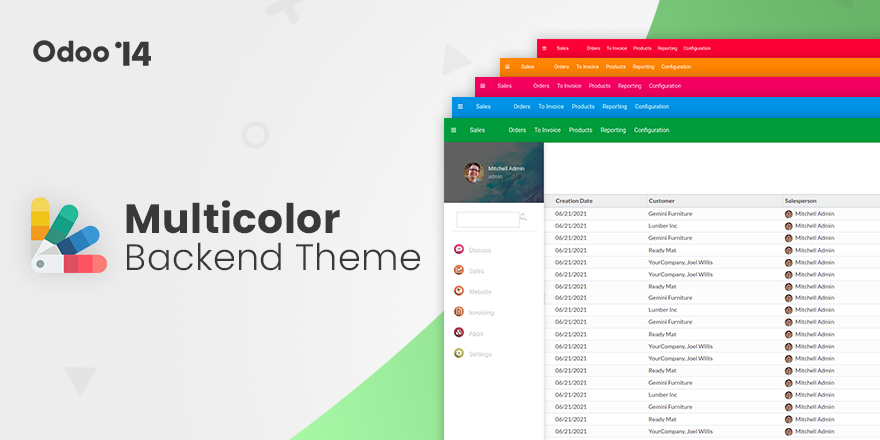 Odoo '14
Multicolor
Backend Theme
Sales Orders To Invoice Products Reporting Configuration
Sales Orders To Invoice Products Reporting Configuration
Sales Orders To Invoice Products Reporting Configuration
Sales Orders To Invoice Products Reporting Configuration
Sales Orders To Invoice Products Reporting Configuration
Mitchell Admin
admin
Discuss
Sales
Website
Invoicing
Apps
Settings
Creation Date Customer Salesperson
06/21/2021 Gemini Furniture Mitchell Admin
06/21/2021 Lumber Inc Mitchell Admin
06/21/2021 Gemini Furniture Mitchell Admin
06/21/2021 Ready Mat Mitchell Admin
06/21/2021 YourCompany, Joel Willis Mitchell Admin
06/21/2021 YourCompany, Joel Willis Mitchell Admin
06/21/2021 Ready Mat Mitchell Admin
06/21/2021 Gemini Furniture Mitchell Admin
06/21/2021 Lumber Inc Mitchell Admin
06/21/2021 Gemini Furniture Mitchell Admin
06/21/2021 Ready Mat Mitchell Admin
06/21/2021 YourCompany, Joel Willis Mitchell Admin
06/21/2021 YourCompany, Joel Willis Mitchell Admin
06/21/2021 Ready Mat Mitchell Admin
06/21/2021 Gemini Furniture Mitchell Admin
06/21/2021 Lumber Inc Mitchell Admin
06/21/2021 Gemini Furniture Mitchell Admin
06/21/2021 Ready Mat Mitchell Admin
06/21/2021 YourCompany, Joel Willis Mitchell Admin